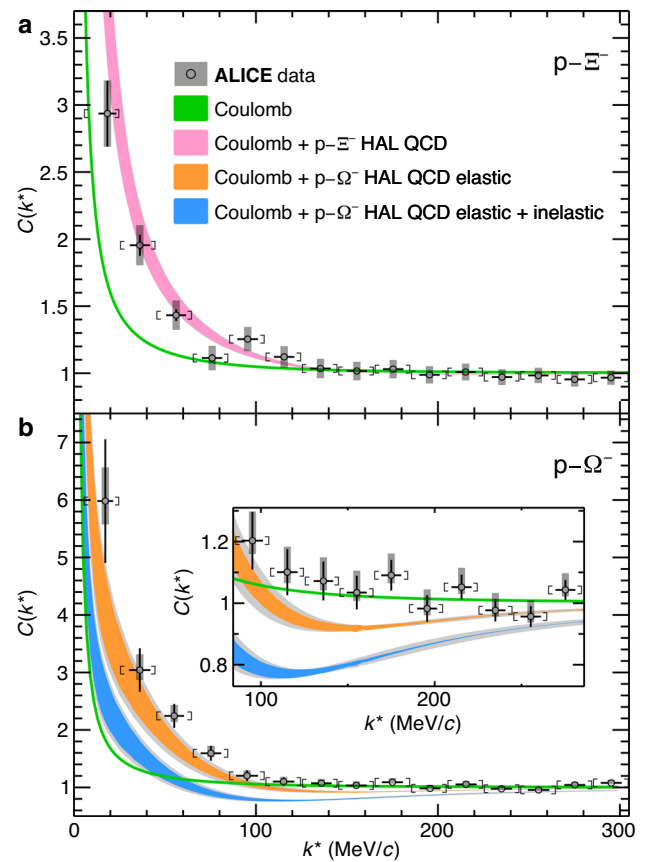 a
p–Ξ⁻
ALICE data
Coulomb
Coulomb + p–Ξ⁻ HAL QCD
Coulomb + p–Ω⁻ HAL QCD elastic
Coulomb + p–Ω⁻ HAL QCD elastic + inelastic
C(k*)
3.5
3
2.5
2
1.5
1
b
p–Ω⁻
C(k*)
7
6
5
4
3
2
1
C(k*)
1.2
1
0.8
100 200
k* (MeV/c)
0 100 200 300
k* (MeV/c)